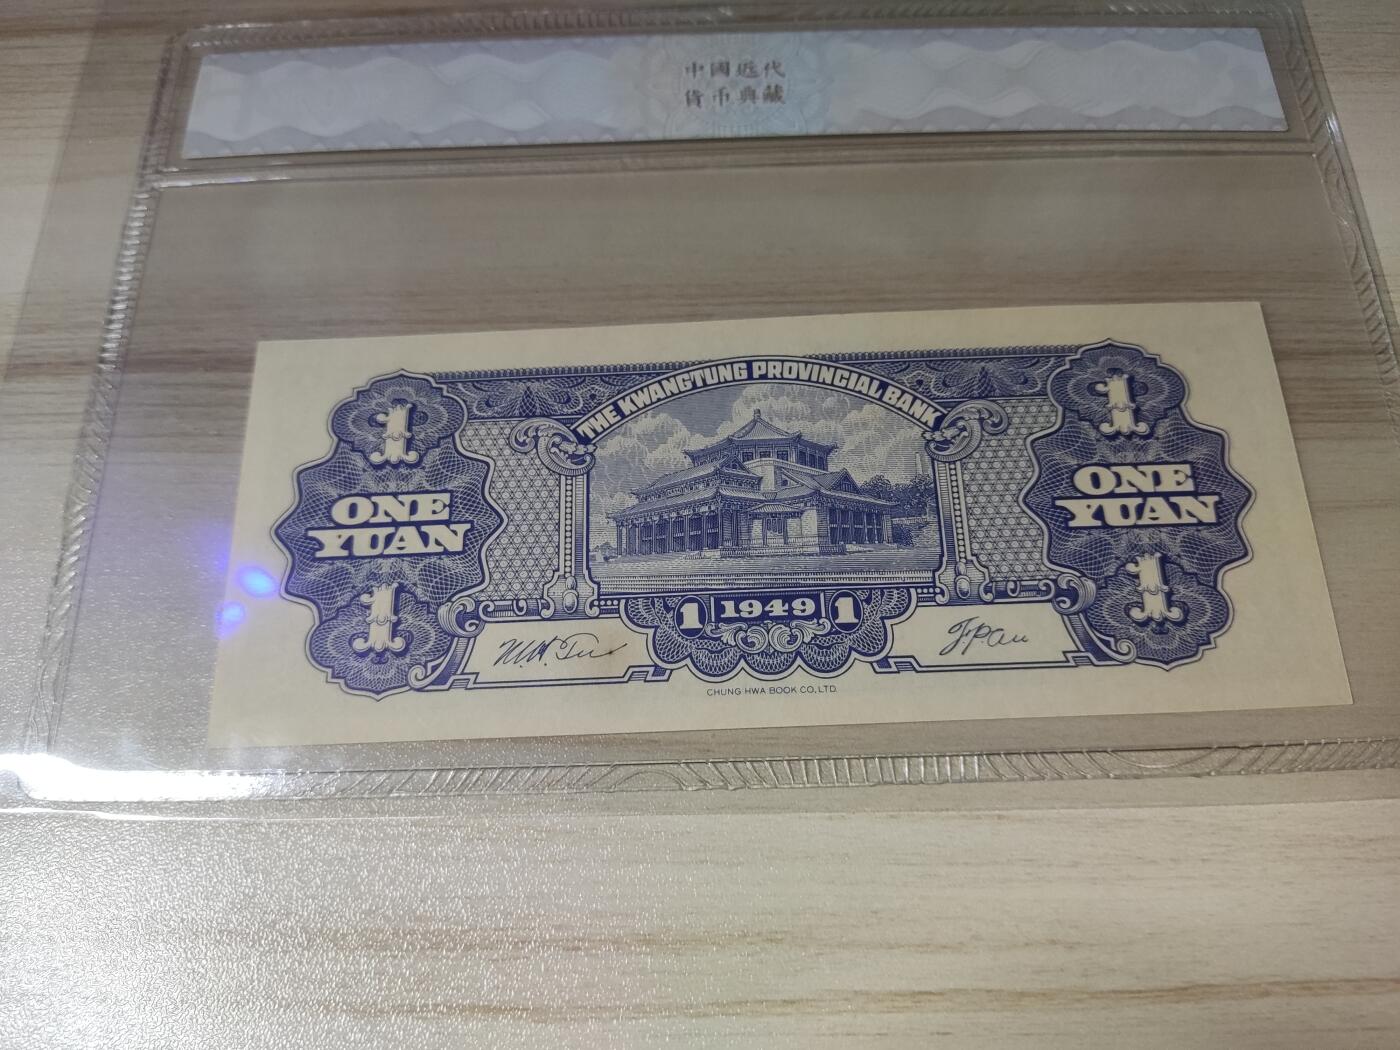 中國近代
貨币典藏
THE KWANGTUNG PROVINCIAL BANK
1
1
ONE
YUAN
ONE
YUAN
1
1
1 1949 1
CHUNG HWA BOOK CO., LTD.